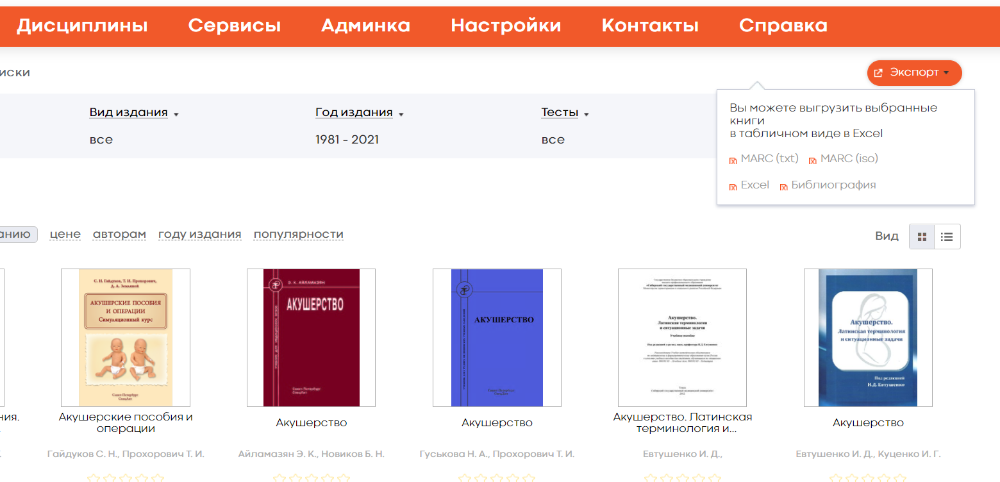 Дисциплины Сервисы Админка Настройки Контакты Справка
иски
Экспорт
Вид издания Год издания Тесты
все 1981 - 2021 все
Вы можете выгрузить выбранные
книги
в табличном виде в Excel
MARC (txt) MARC (iso)
Excel Библиография
анию цене авторам году издания популярности
Вид
С. Н. Гайдуков, Т. И. Прохорович,
Д. А. Земляной
АКУШЕРСКИЕ ПОСОБИЯ
И ОПЕРАЦИИ
Симуляционный курс
Санкт-Петербург
СпецЛит
Э. К. АЙЛАМАЗЯН
АКУШЕРСТВО
Санкт-Петербург
СпецЛит
АКУШЕРСТВО
Санкт-Петербург
СпецЛит
Акушерство.
Латинская терминология
и ситуационные задачи
Учебное пособие
Акушерство.
Латинская терминология
и ситуационные задачи
Под редакцией
И.Д. Евтушенко
ния.
Акушерские пособия и
операции
Акушерство
Акушерство
Акушерство. Латинская
терминология и...
Акушерство
Гайдуков С. Н., Прохорович Т. И.
Айламазян Э. К., Новиков Б. Н.
Гуськова Н. А., Прохорович Т. И.
Евтушенко И. Д.,
Евтушенко И. Д., Куценко И. Г.